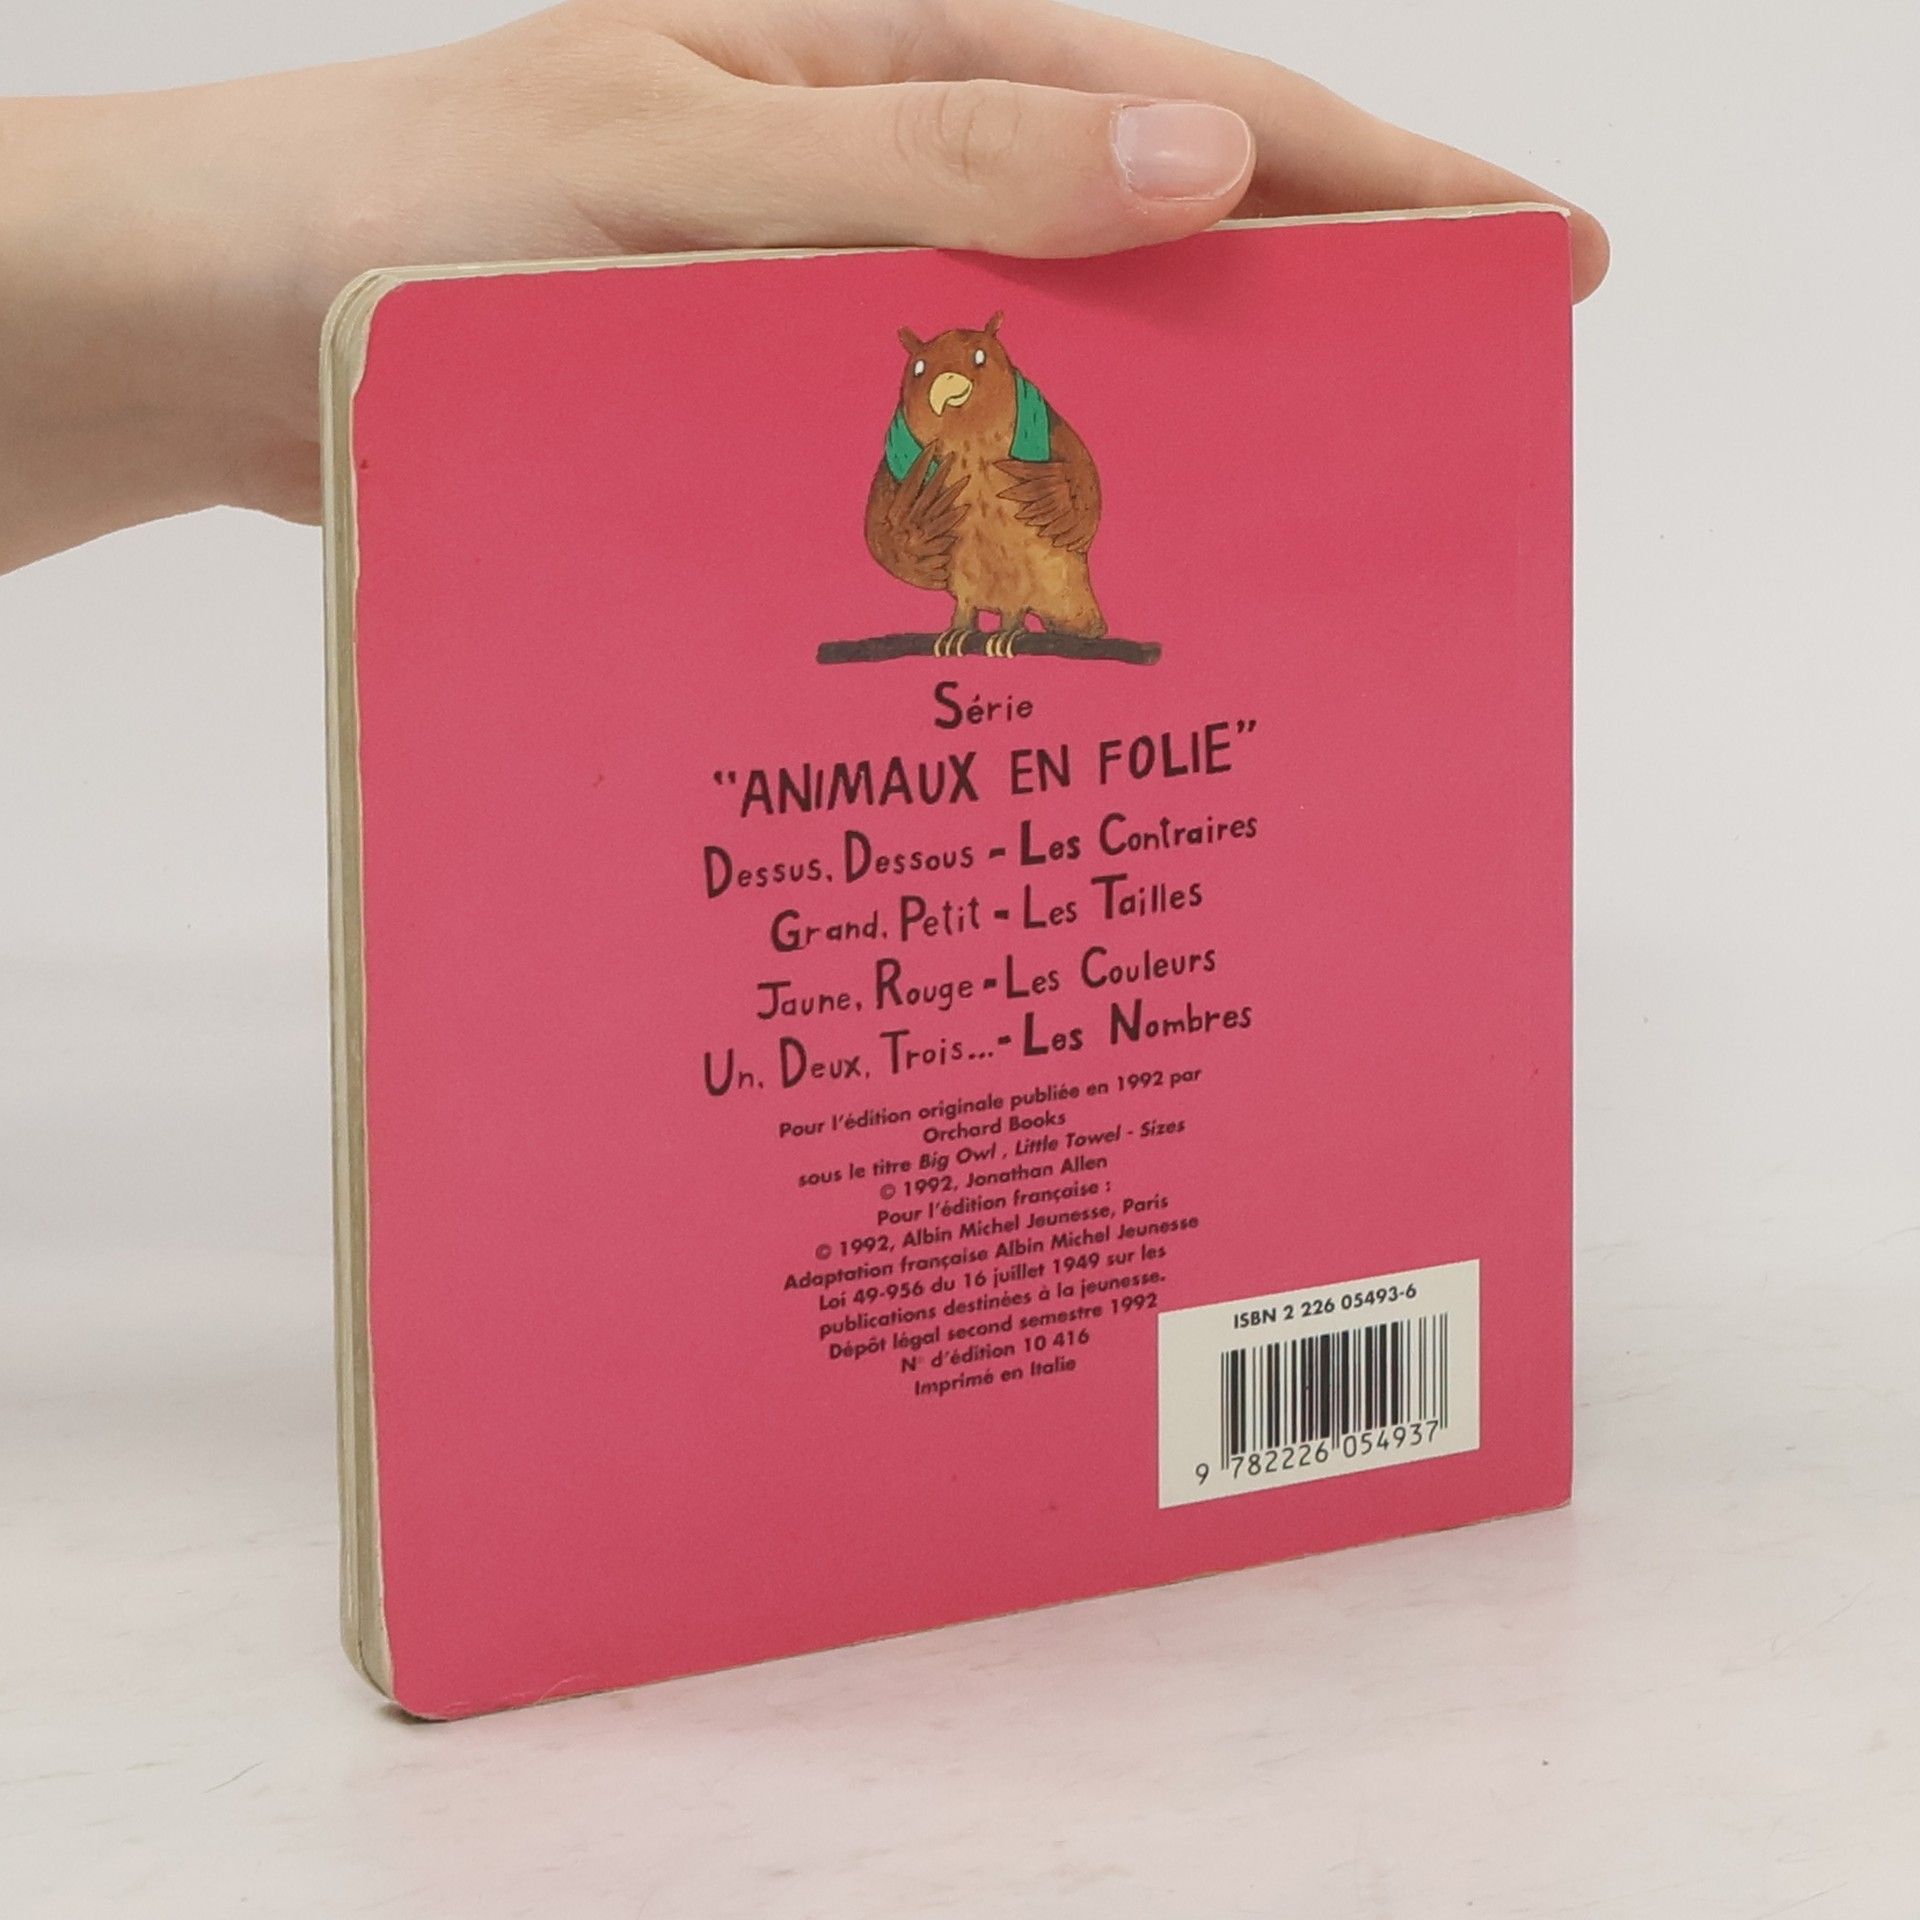 Série
"ANIMAUX EN FOLIE"
Dessus, Dessous - Les Contraires
Grand, Petit - Les Tailles
Jaune, Rouge - Les Couleurs
Un, Deux, Trois... - Les Nombres
Pour l'édition originale publiée en 1992 par
Orchard Books
sous le titre Big Owl , Little Towel - Sizes
© 1992, Jonathan Allen
Pour l'édition française :
© 1992, Albin Michel Jeunesse, Paris
Adaptation française Albin Michel Jeunesse
Loi 49-956 du 16 juillet 1949 sur les
publications destinées à la jeunesse.
Dépôt légal second semestre 1992
N° d'édition 10 416
Imprimé en Italie
ISBN 2 226 05493-6
9 782226 054937